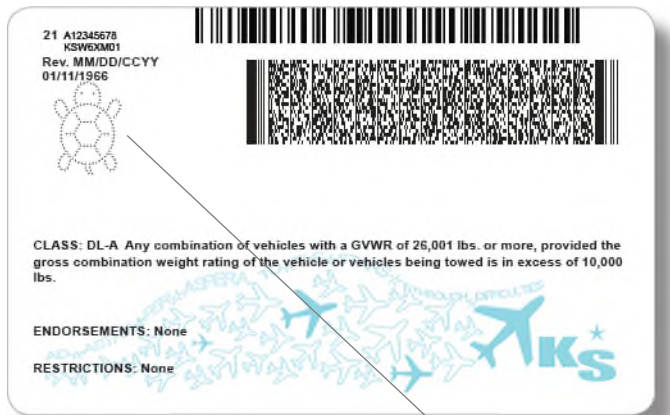 21 A12345678
KSW6XM01
Rev. MM/DD/CCYY
01/11/1966
CLASS: DL-A Any combination of vehicles with a GVWR of 26,001 lbs. or more, provided the
gross combination weight rating of the vehicle or vehicles being towed is in excess of 10,000
lbs.
THROUGH DIFFICULTIES
ENDORSEMENTS: None
KS
RESTRICTIONS: None